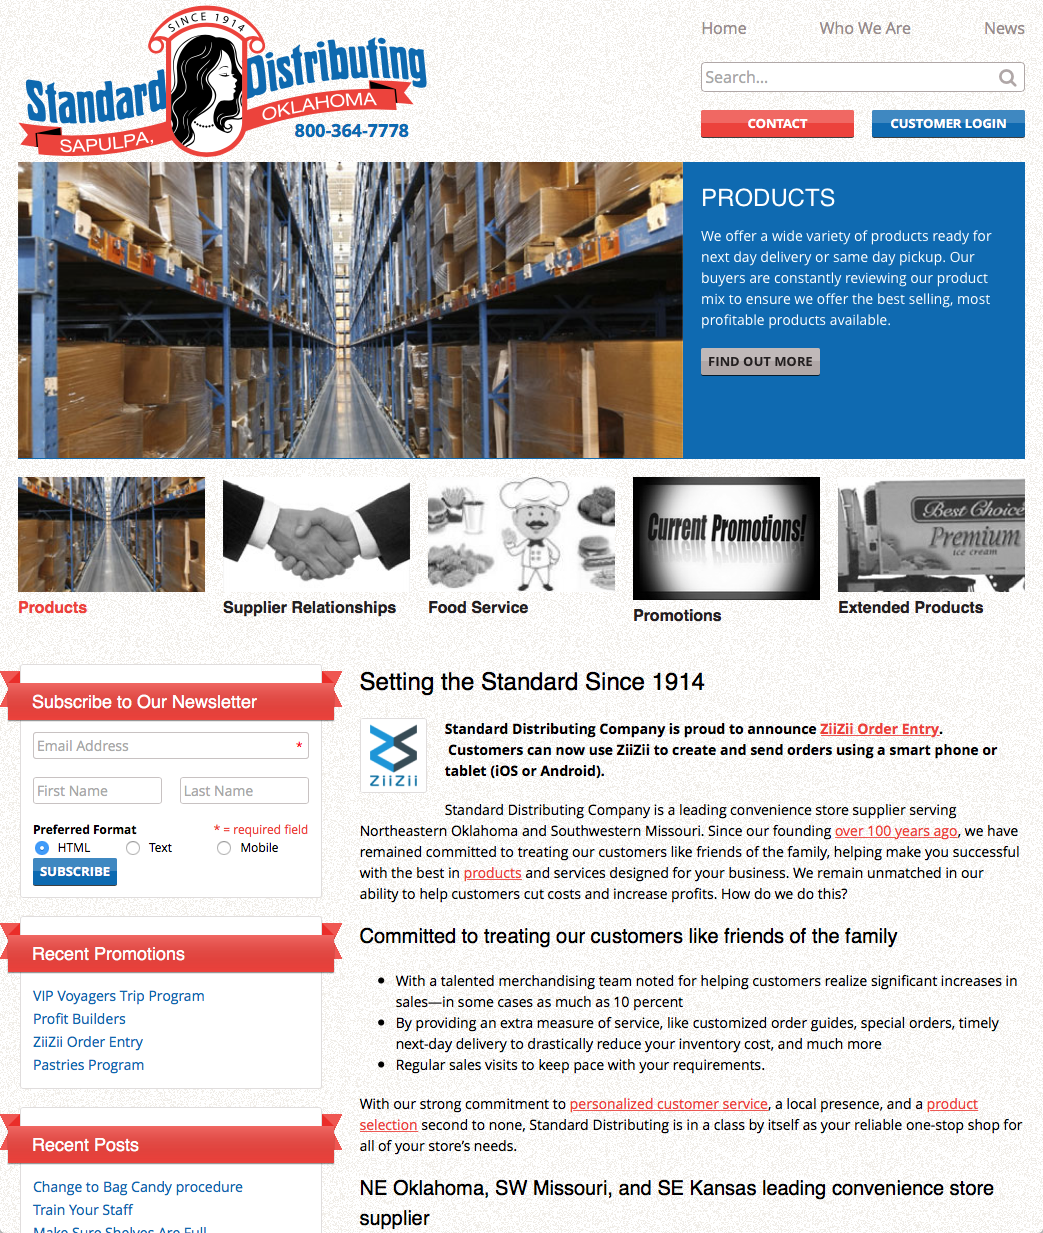 SINCE 1914
Standard Distributing
SAPULPA, OKLAHOMA
800-364-7778
Home Who We Are News
Search...
CONTACT CUSTOMER LOGIN
PRODUCTS
We offer a wide variety of products ready for
next day delivery or same day pickup. Our
buyers are constantly reviewing our product
mix to ensure we offer the best selling, most
profitable products available.
FIND OUT MORE
Current Promotions!
Best Choice
Premium
ice cream
Products
Supplier Relationships
Food Service
Promotions
Extended Products
Subscribe to Our Newsletter
Email Address *
First Name Last Name
Preferred Format * = required field
HTML Text Mobile
SUBSCRIBE
Recent Promotions
VIP Voyagers Trip Program
Profit Builders
ZiiZii Order Entry
Pastries Program
Recent Posts
Change to Bag Candy procedure
Train Your Staff
Make Sure Shelves Are Full
Setting the Standard Since 1914
ZiiZii
Standard Distributing Company is proud to announce ZiiZii Order Entry.
Customers can now use ZiiZii to create and send orders using a smart phone or
tablet (iOS or Android).
Standard Distributing Company is a leading convenience store supplier serving
Northeastern Oklahoma and Southwestern Missouri. Since our founding over 100 years ago, we have
remained committed to treating our customers like friends of the family, helping make you successful
with the best in products and services designed for your business. We remain unmatched in our
ability to help customers cut costs and increase profits. How do we do this?
Committed to treating our customers like friends of the family
• With a talented merchandising team noted for helping customers realize significant increases in
sales—in some cases as much as 10 percent
• By providing an extra measure of service, like customized order guides, special orders, timely
next-day delivery to drastically reduce your inventory cost, and much more
• Regular sales visits to keep pace with your requirements.
With our strong commitment to personalized customer service, a local presence, and a product
selection second to none, Standard Distributing is in a class by itself as your reliable one-stop shop for
all of your store's needs.
NE Oklahoma, SW Missouri, and SE Kansas leading convenience store
supplier